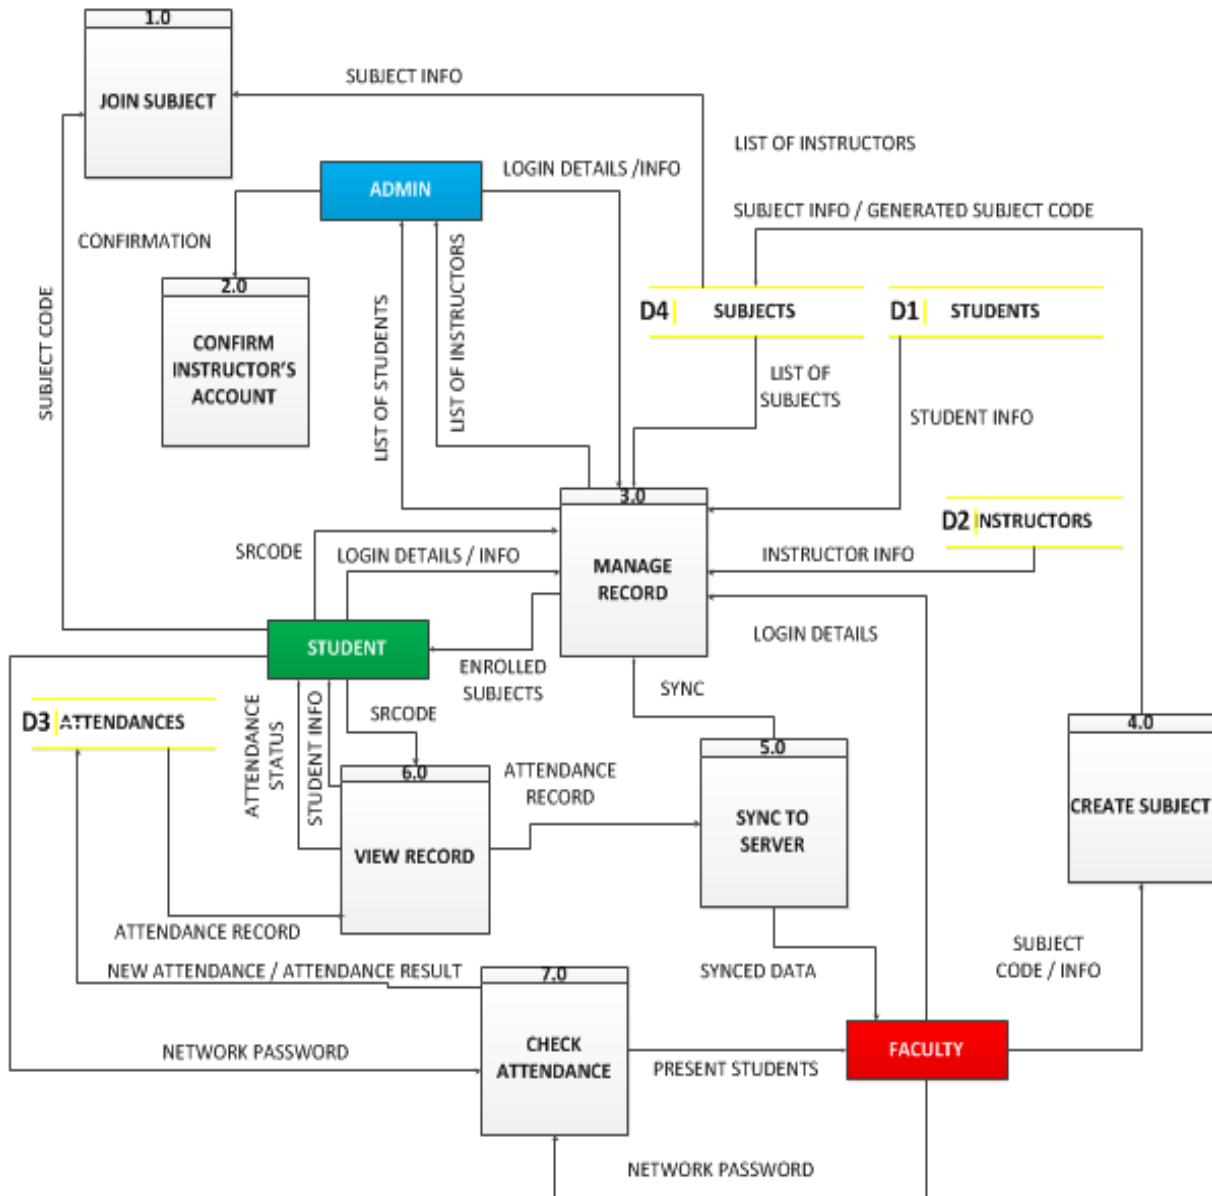 1.0
JOIN SUBJECT
SUBJECT INFO
LIST OF INSTRUCTORS
LOGIN DETAILS /INFO
ADMIN
SUBJECT INFO / GENERATED SUBJECT CODE
CONFIRMATION
SUBJECT CODE
2.0
CONFIRM
INSTRUCTOR'S
ACCOUNT
LIST OF STUDENTS
LIST OF INSTRUCTORS
D4 SUBJECTS
D1 STUDENTS
LIST OF
SUBJECTS
STUDENT INFO
3.0
MANAGE
RECORD
D2 INSTRUCTORS
SRCODE
LOGIN DETAILS / INFO
INSTRUCTOR INFO
STUDENT
LOGIN DETAILS
ENROLLED
SUBJECTS
SYNC
D3 ATTENDANCES
ATTENDANCE
STATUS
STUDENT INFO
SRCODE
4.0
CREATE SUBJECT
5.0
SYNC TO
SERVER
6.0
VIEW RECORD
ATTENDANCE
RECORD
ATTENDANCE RECORD
NEW ATTENDANCE / ATTENDANCE RESULT
7.0
CHECK
ATTENDANCE
SYNCED DATA
SUBJECT
CODE / INFO
NETWORK PASSWORD
PRESENT STUDENTS
FACULTY
NETWORK PASSWORD